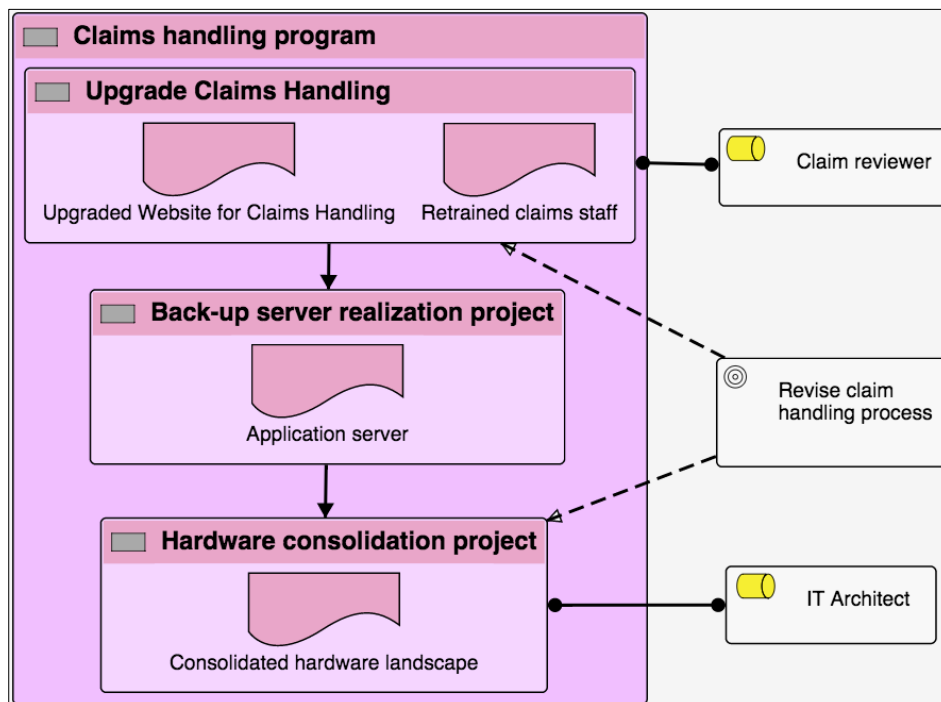 Claims handling program
Upgrade Claims Handling
Upgraded Website for Claims Handling
Retrained claims staff
Claim reviewer
Back-up server realization project
Application server
Revise claim
handling process
Hardware consolidation project
Consolidated hardware landscape
IT Architect